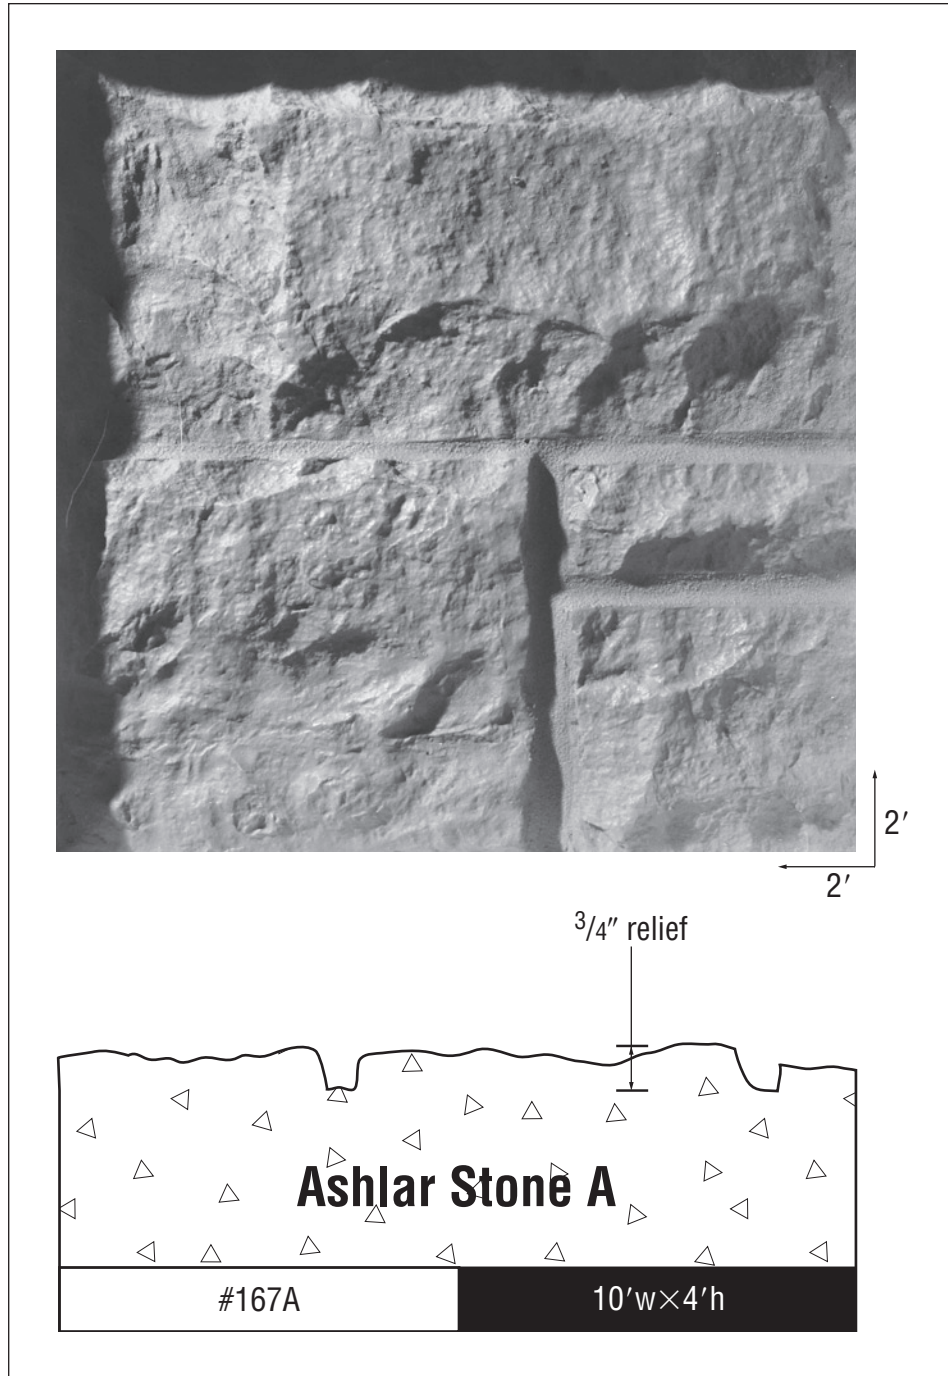 2′
2′
3/4″ relief
Ashlar Stone A
#167A
10′w×4′h